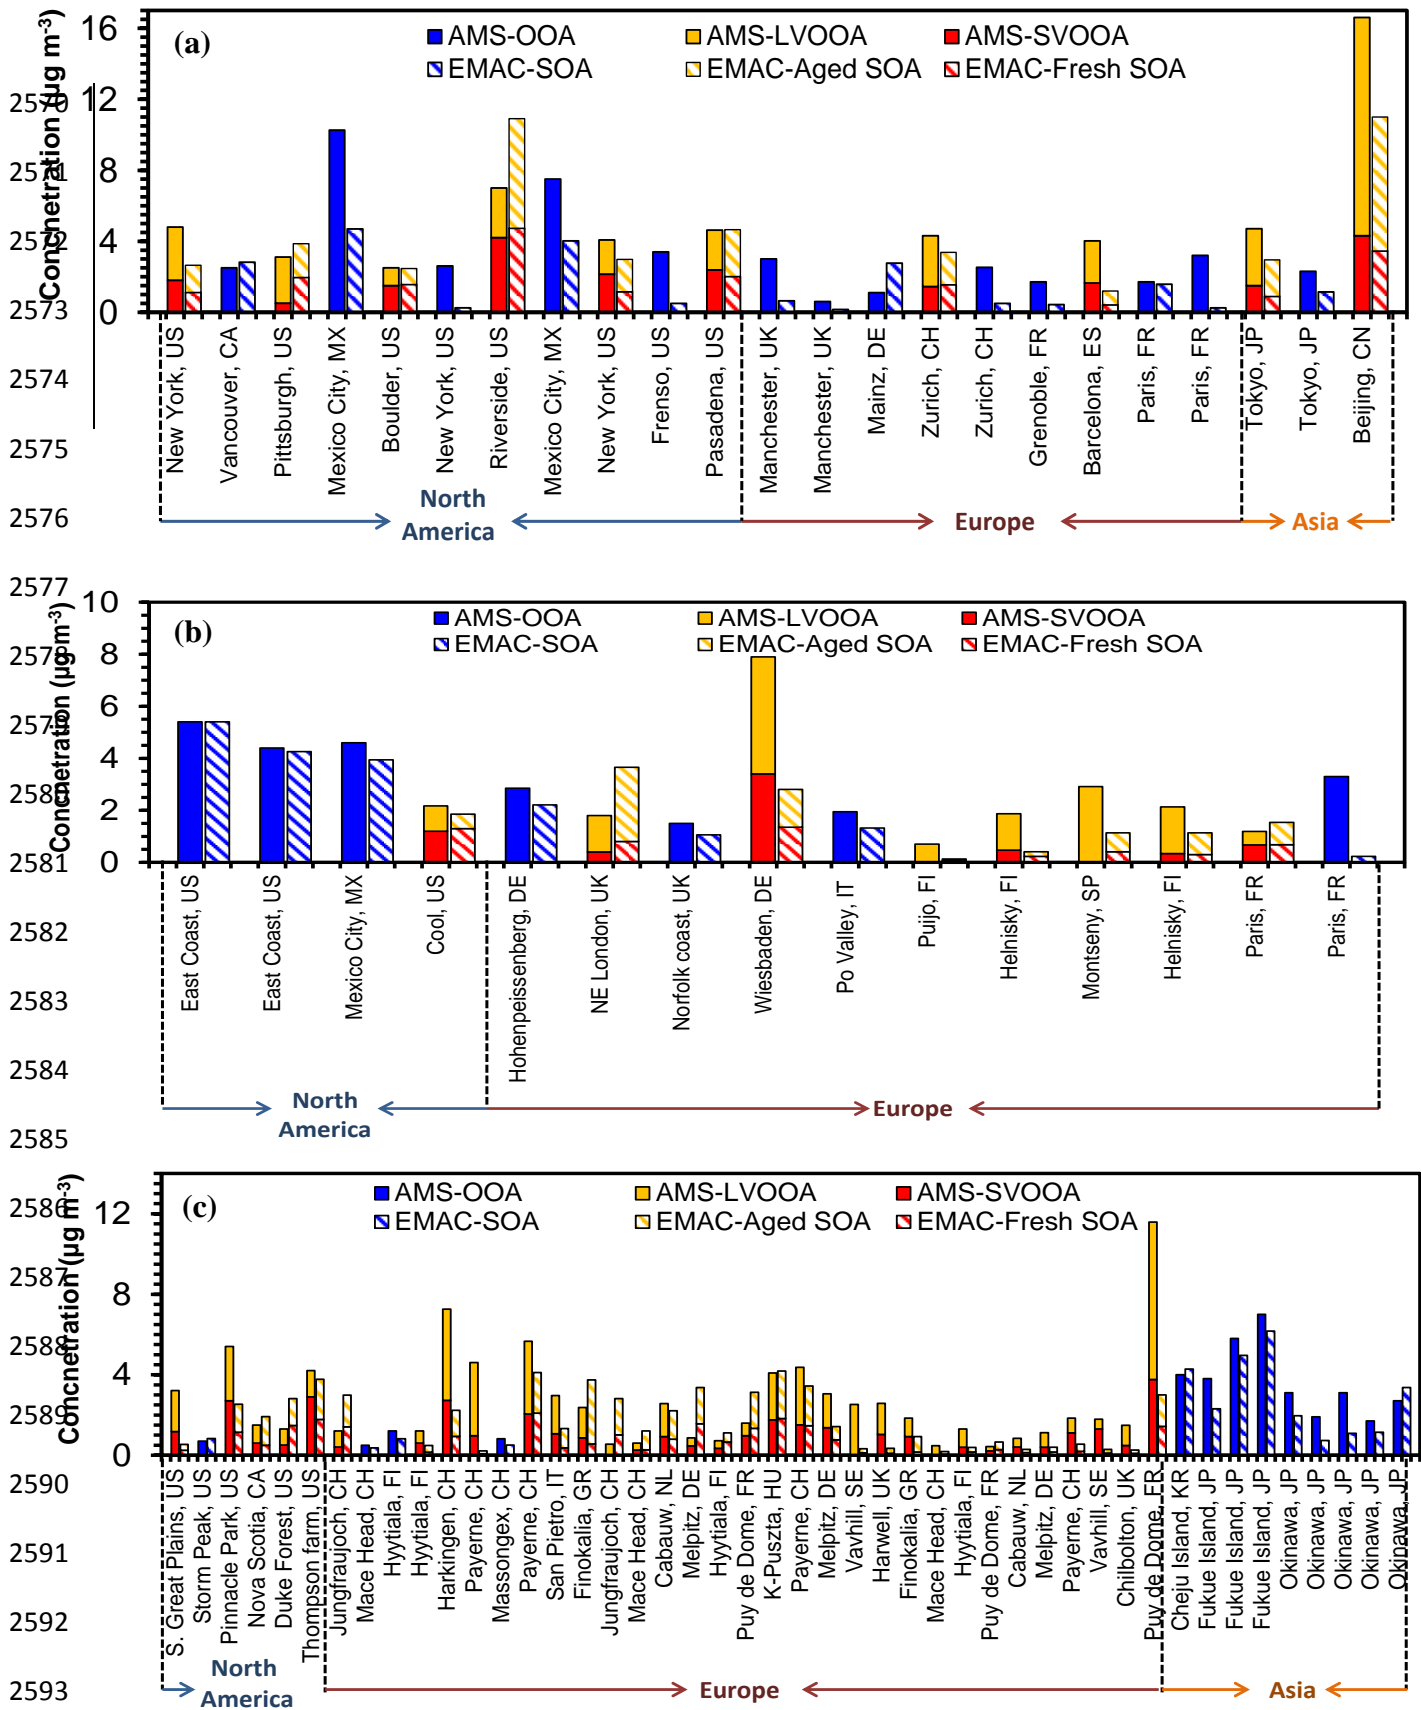 (a)
AMS-OOA AMS-LVOOA AMS-SVOOA
EMAC-SOA EMAC-Aged SOA EMAC-Fresh SOA
Concnetration (μg m-3)
16
12
8
4
0
2570
2571
2572
2573
2574
2575
2576
New York, US
Vancouver, CA
Pittsburgh, US
Mexico City, MX
Boulder, US
New York, US
Riverside, US
Mexico City, MX
New York, US
Frenso, US
Pasadena, US
Manchester, UK
Manchester, UK
Mainz, DE
Zurich, CH
Zurich, CH
Grenoble, FR
Barcelona, ES
Paris, FR
Paris, FR
Tokyo, JP
Tokyo, JP
Beijing, CN
North
America
Europe
Asia
2577
(b)
AMS-OOA AMS-LVOOA AMS-SVOOA
EMAC-SOA EMAC-Aged SOA EMAC-Fresh SOA
Concnetration (μg m-3)
10
8
6
4
2
0
2581
2582
2583
2584
2585
East Coast, US
East Coast, US
Mexico City, MX
Cool, US
Hohenpeissenberg, DE
NE London, UK
Norfolk coast, UK
Wiesbaden, DE
Po Valley, IT
Puijo, FI
Helnisky, FI
Montseny, SP
Helnisky, FI
Paris, FR
Paris, FR
North
America
Europe
(c)
AMS-OOA AMS-LVOOA AMS-SVOOA
EMAC-SOA EMAC-Aged SOA EMAC-Fresh SOA
Concnetration (μg m-3)
12
8
4
0
2586
2587
2588
2589
2590
2591
2592
2593
S. Great Plains, US
Storm Peak, US
Pinnacle Park, US
Nova Scotia, CA
Duke Forest, US
Thompson farm, US
Jungfraujoch, CH
Mace Head, CH
Hyytiala, FI
Hyytiala, FI
Harkingen, CH
Payerne, CH
Massongex, CH
Payerne, CH
San Pietro, IT
Finokalia, GR
Jungfraujoch, CH
Mace Head, CH
Cabauw, NL
Melpitz, DE
Hyytiala, FI
Puy de Dome, FR
K-Puszta, HU
Payerne, CH
Melpitz, DE
Vavhill, SE
Harwell, UK
Finokalia, GR
Mace Head, CH
Hyytiala, FI
Puy de Dome, FR
Cabauw, NL
Melpitz, DE
Payerne, CH
Vavhill, SE
Chilbolton, UK
Puy de Dome, FR
Cheju Island, KR
Fukue Island, JP
Fukue Island, JP
Fukue Island, JP
Okinawa, JP
Okinawa, JP
Okinawa, JP
Okinawa, JP
Okinawa, JP
North
America
Europe
Asia